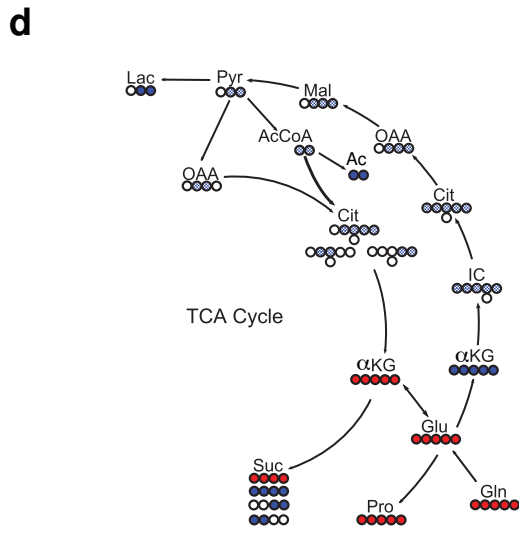 d
Lac
Pyr
Mal
AcCoA
OAA
Ac
OAA
Cit
Cit
IC
TCA Cycle
αKG
αKG
Glu
Suc
Gln
Pro